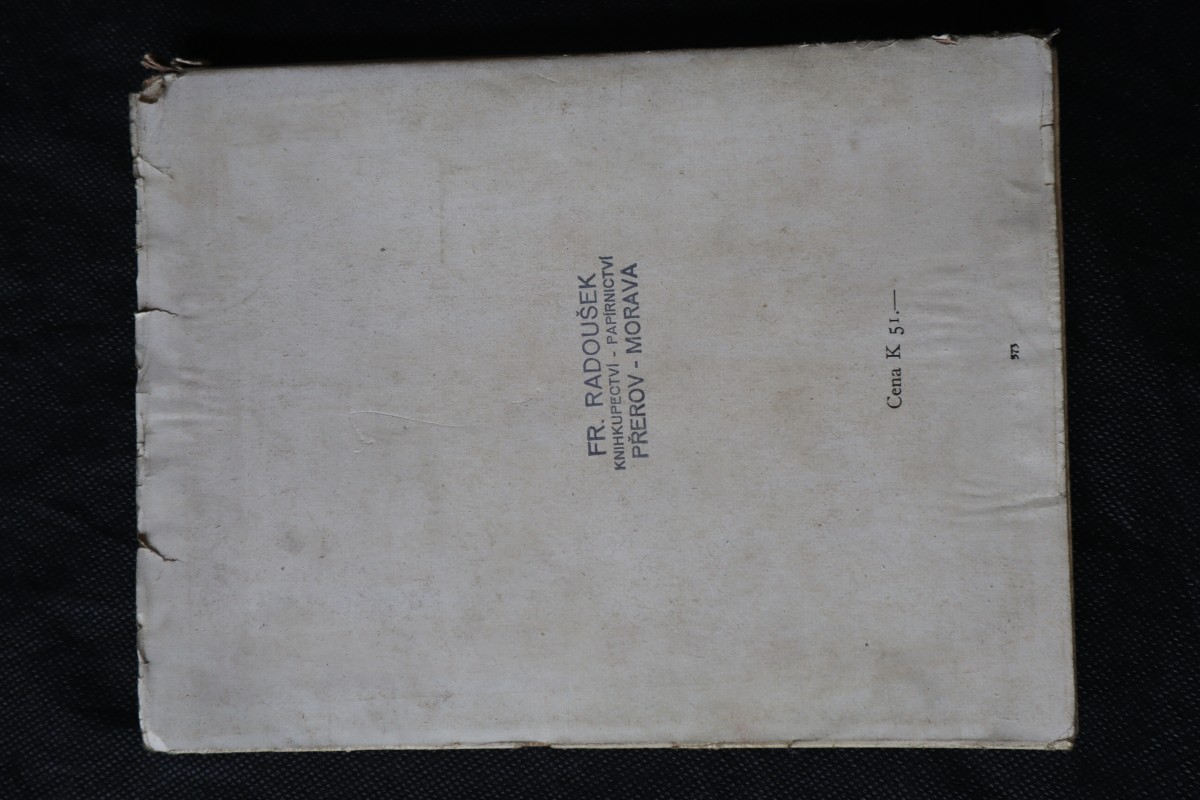 FR. RADOUŠEK
KNIHKUPECTVÍ - PAPÍRNICTVÍ
PŘEROV - MORAVA
Cena K 51.—
573